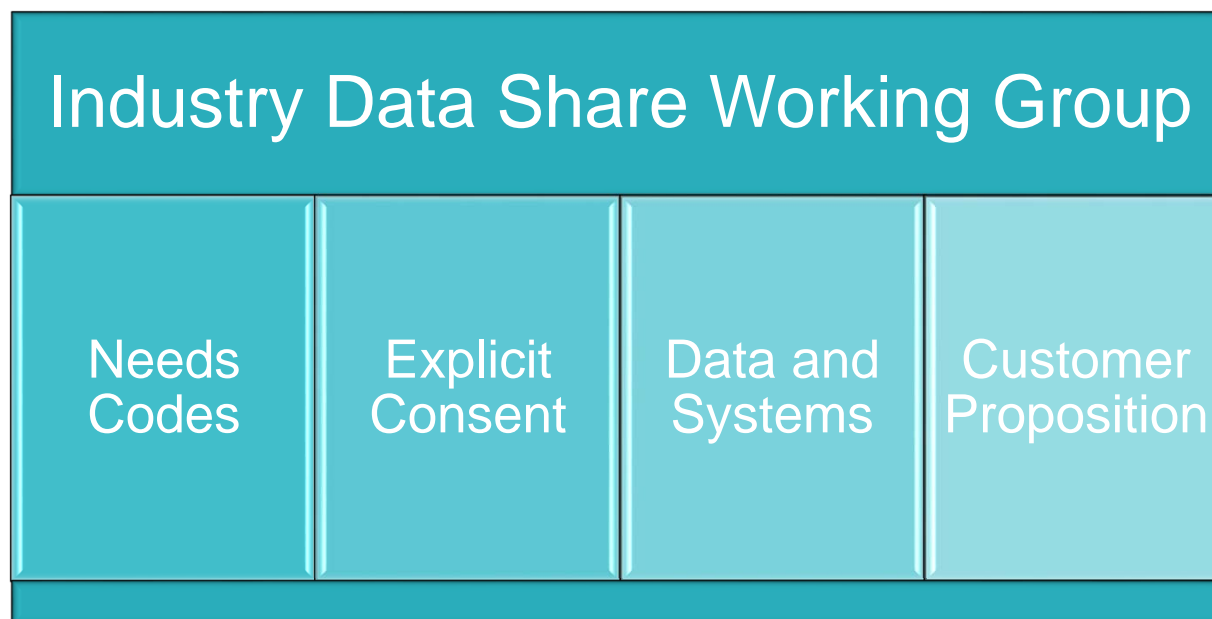 Industry Data Share Working Group
Needs
Codes
Explicit
Consent
Data and
Systems
Customer
Proposition